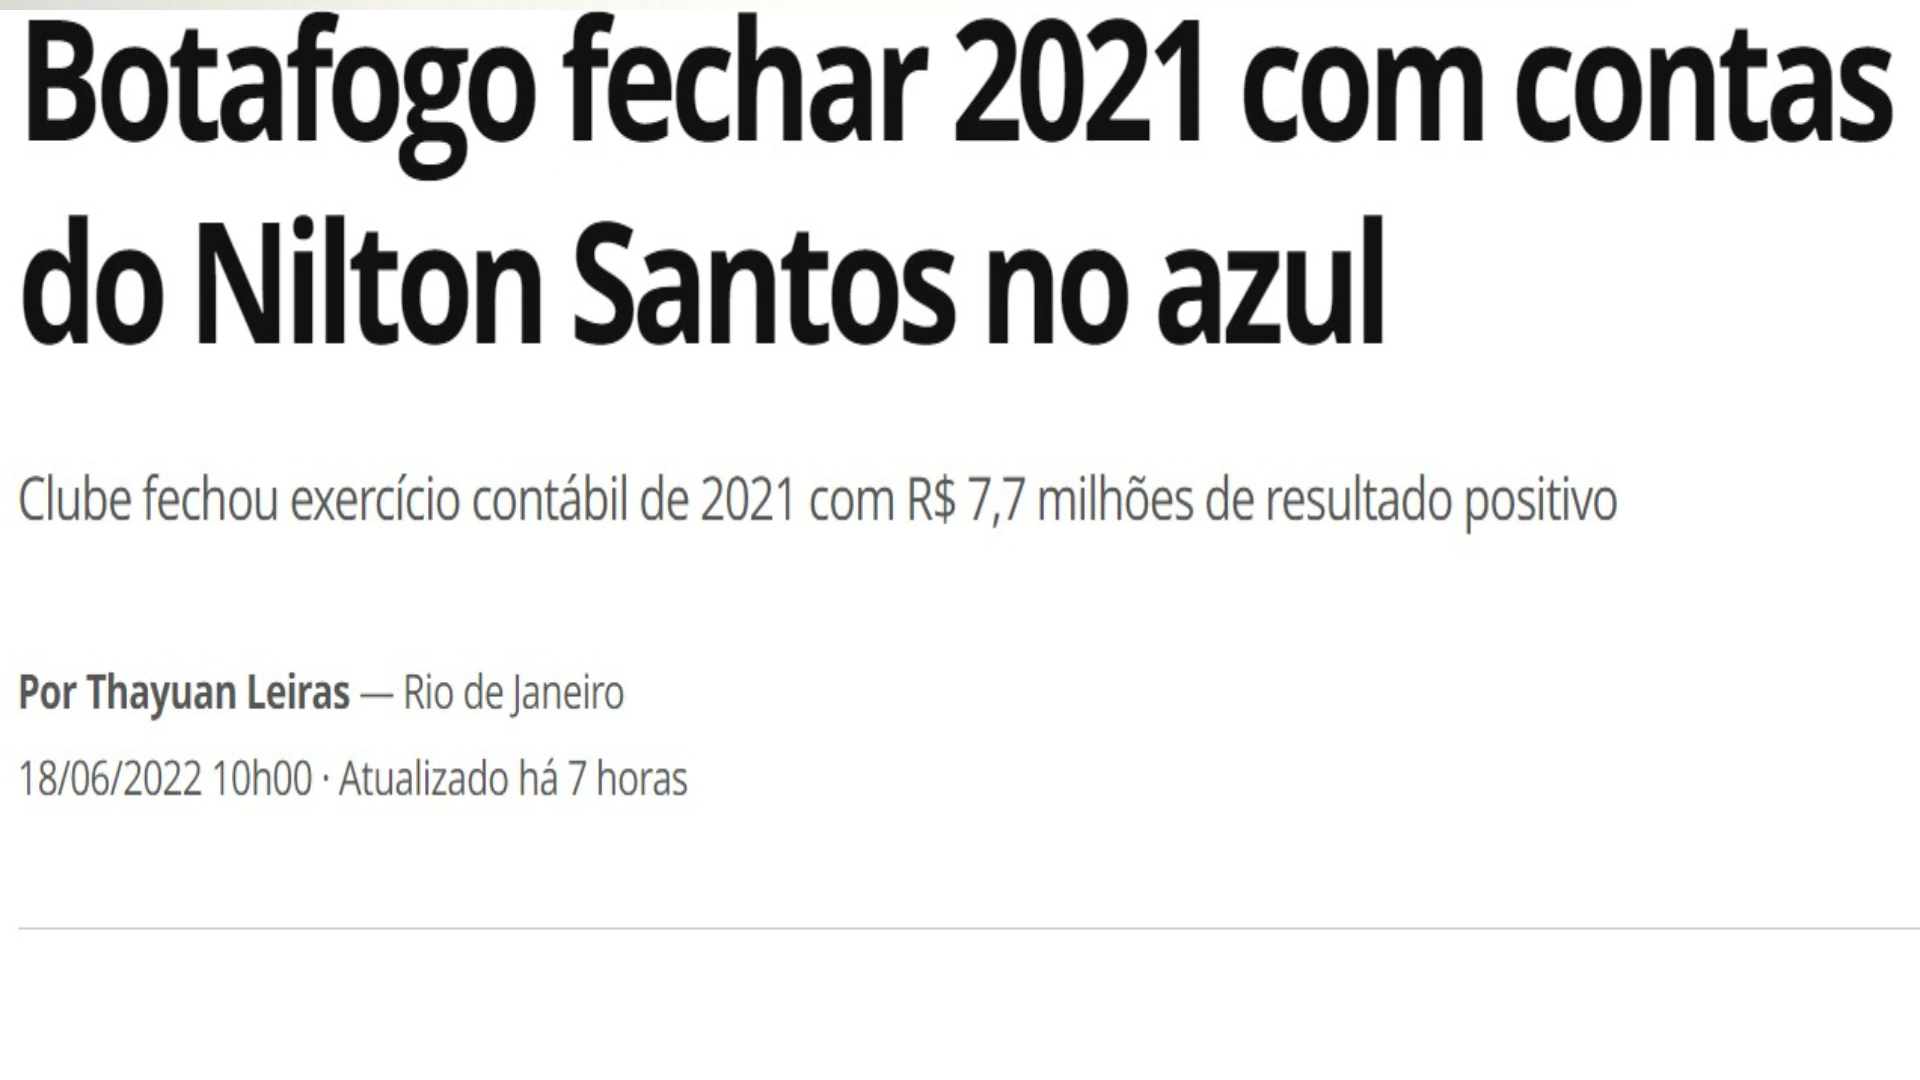 Botafogo fechar 2021 com contas
do Nilton Santos no azul
Clube fechou exercício contábil de 2021 com R$ 7,7 milhões de resultado positivo
Por Thayuan Leiras — Rio de Janeiro
18/06/2022 10h00 · Atualizado há 7 horas